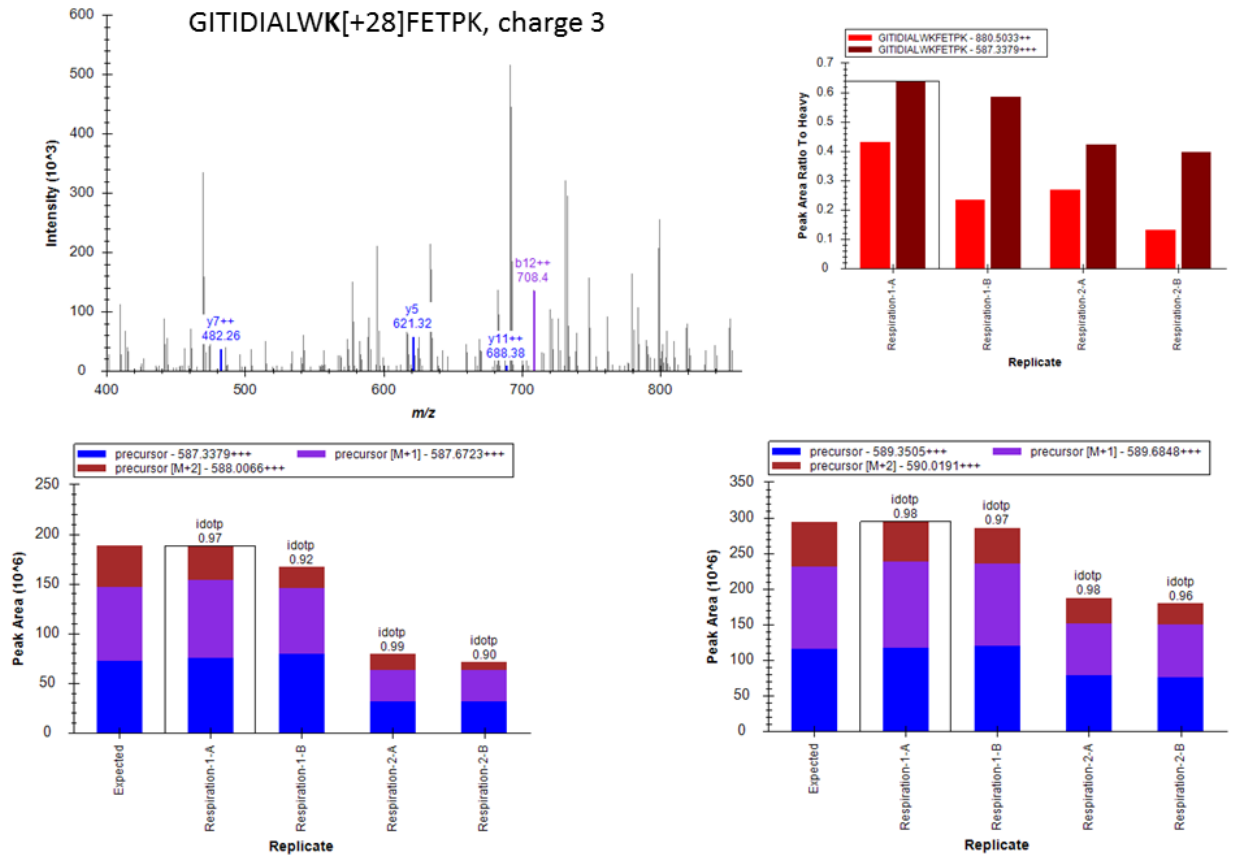 GITIDIALWK[+28]FETPK, charge 3
600
500
400
300
200
100
0
Intensity (10^3)
y7++
482.26
y5
621.32
y11++
688.38
b12++
708.4
400
500
600
700
800
m/z
GITIDIALWKFETPK - 880.5033++
GITIDIALWKFETPK - 587.3379+++
0.7
0.6
0.5
0.4
0.3
0.2
0.1
0
Peak Area Ratio To Heavy
Respiration-1-A
Respiration-1-B
Respiration-2-A
Respiration-2-B
Replicate
precursor - 587.3379+++
precursor [M+1] - 587.6723+++
precursor [M+2] - 588.0066+++
250
200
150
100
50
0
Peak Area (10^6)
idotp
0.97
idotp
0.92
idotp
0.99
idotp
0.90
Expected
Respiration-1-A
Respiration-1-B
Respiration-2-A
Respiration-2-B
Replicate
precursor - 589.3505+++
precursor [M+1] - 589.6848+++
precursor [M+2] - 590.0191+++
350
300
250
200
150
100
50
0
Peak Area (10^6)
idotp
0.98
idotp
0.97
idotp
0.98
idotp
0.96
Expected
Respiration-1-A
Respiration-1-B
Respiration-2-A
Respiration-2-B
Replicate